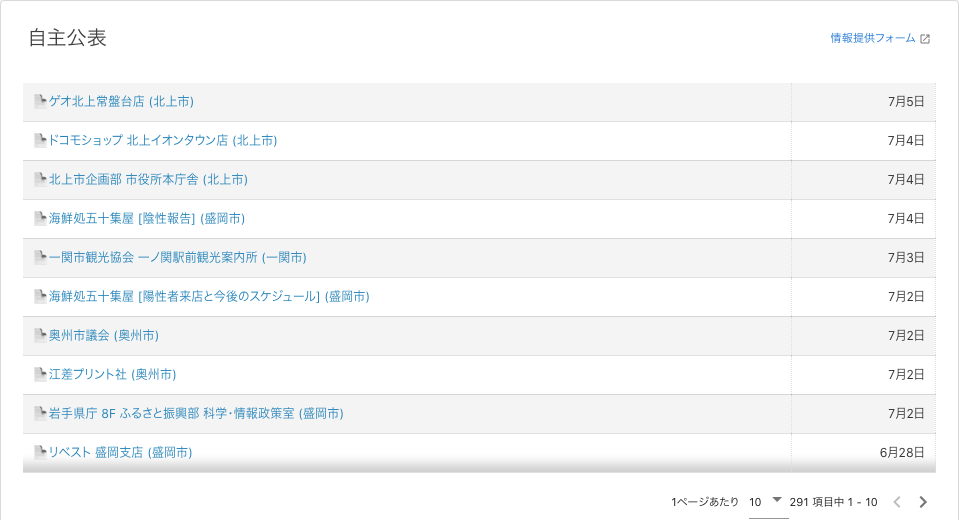 自主公表
情報提供フォーム
ゲオ北上常盤台店 (北上市) 7月5日
ドコモショップ 北上イオンタウン店 (北上市) 7月4日
北上市企画部 市役所本庁舎 (北上市) 7月4日
海鮮処五十集屋 [陰性報告] (盛岡市) 7月4日
一関市観光協会 一ノ関駅前観光案内所 (一関市) 7月3日
海鮮処五十集屋 [陽性者来店と今後のスケジュール] (盛岡市) 7月2日
奥州市議会 (奥州市) 7月2日
江差プリント社 (奥州市) 7月2日
岩手県庁 8F ふるさと振興部 科学・情報政策室 (盛岡市) 7月2日
リベスト 盛岡支店 (盛岡市) 6月28日
1ページあたり 10 291 項目中 1 - 10